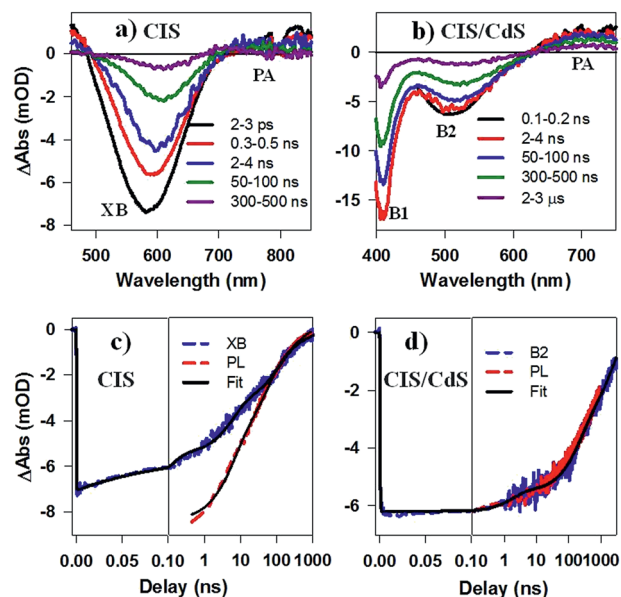 a) CIS
b) CIS/CdS
ΔAbs (mOD)
0
-2
-4
-6
-8
XB
PA
2-3 ps
0.3-0.5 ns
2-4 ns
50-100 ns
300-500 ns
500 600 700 800
Wavelength (nm)
0
-5
-10
-15
B1
B2
PA
0.1-0.2 ns
2-4 ns
50-100 ns
300-500 ns
2-3 µs
400 500 600 700
Wavelength (nm)
c)
CIS
XB
PL
Fit
ΔAbs (mOD)
0
-2
-4
-6
-8
0.00 0.05 0.10 1 10 100 1000
Delay (ns)
d)
CIS/CdS
B2
PL
Fit
0
-2
-4
-6
0.00 0.05 0.10 1 10 100 1000
Delay (ns)